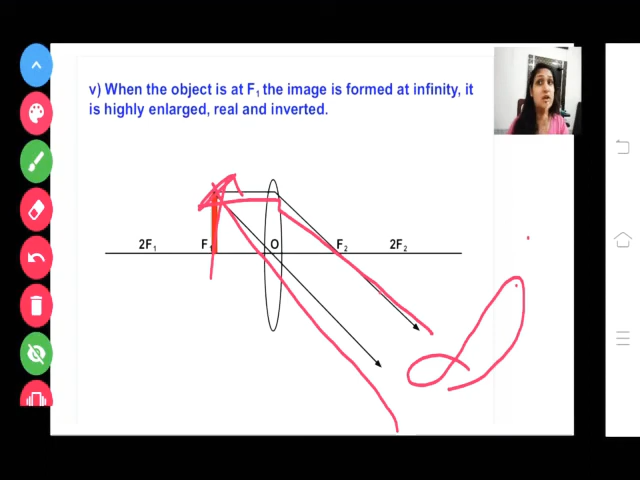 v) When the object is at F₁ the image is formed at infinity, it
is highly enlarged, real and inverted.
2F₁ F₁ O F₂ 2F₂